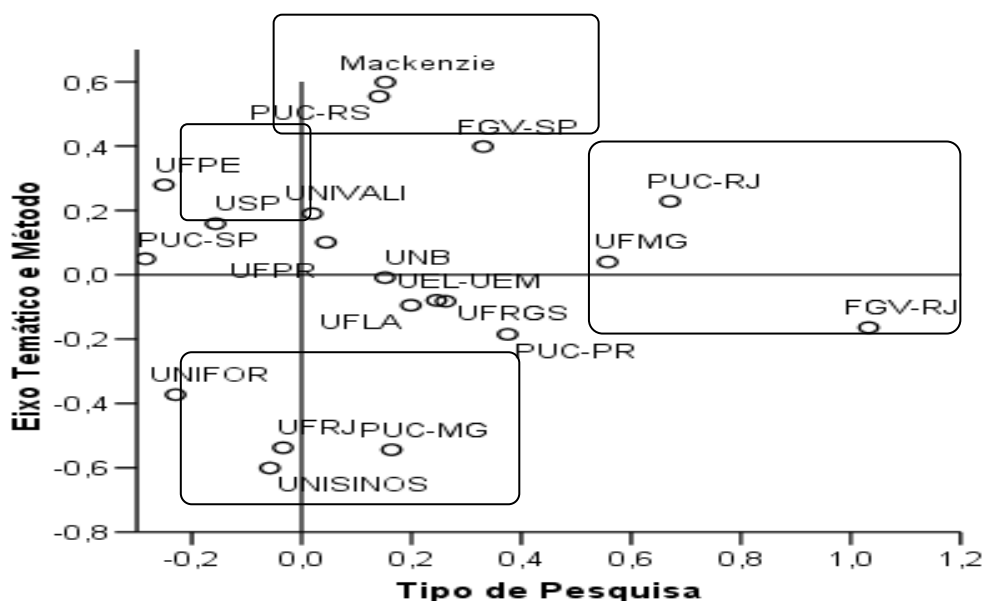 Mackenzie
0,6
PUC-RS
FGV-SP
0,4
UFPE
PUC-RJ
USP UNIVALI
0,2
PUC-SP
UFMG
UFPR
UNB
0,0
UEL-UEM
FGV-RJ
UFLA
UFRGS
-0,2
PUC-PR
UNIFOR
-0,4
UFRJ PUC-MG
-0,6
UNISINOS
-0,8
Eixo Temático e Método
-0,2 0,0 0,2 0,4 0,6 0,8 1,0 1,2
Tipo de Pesquisa